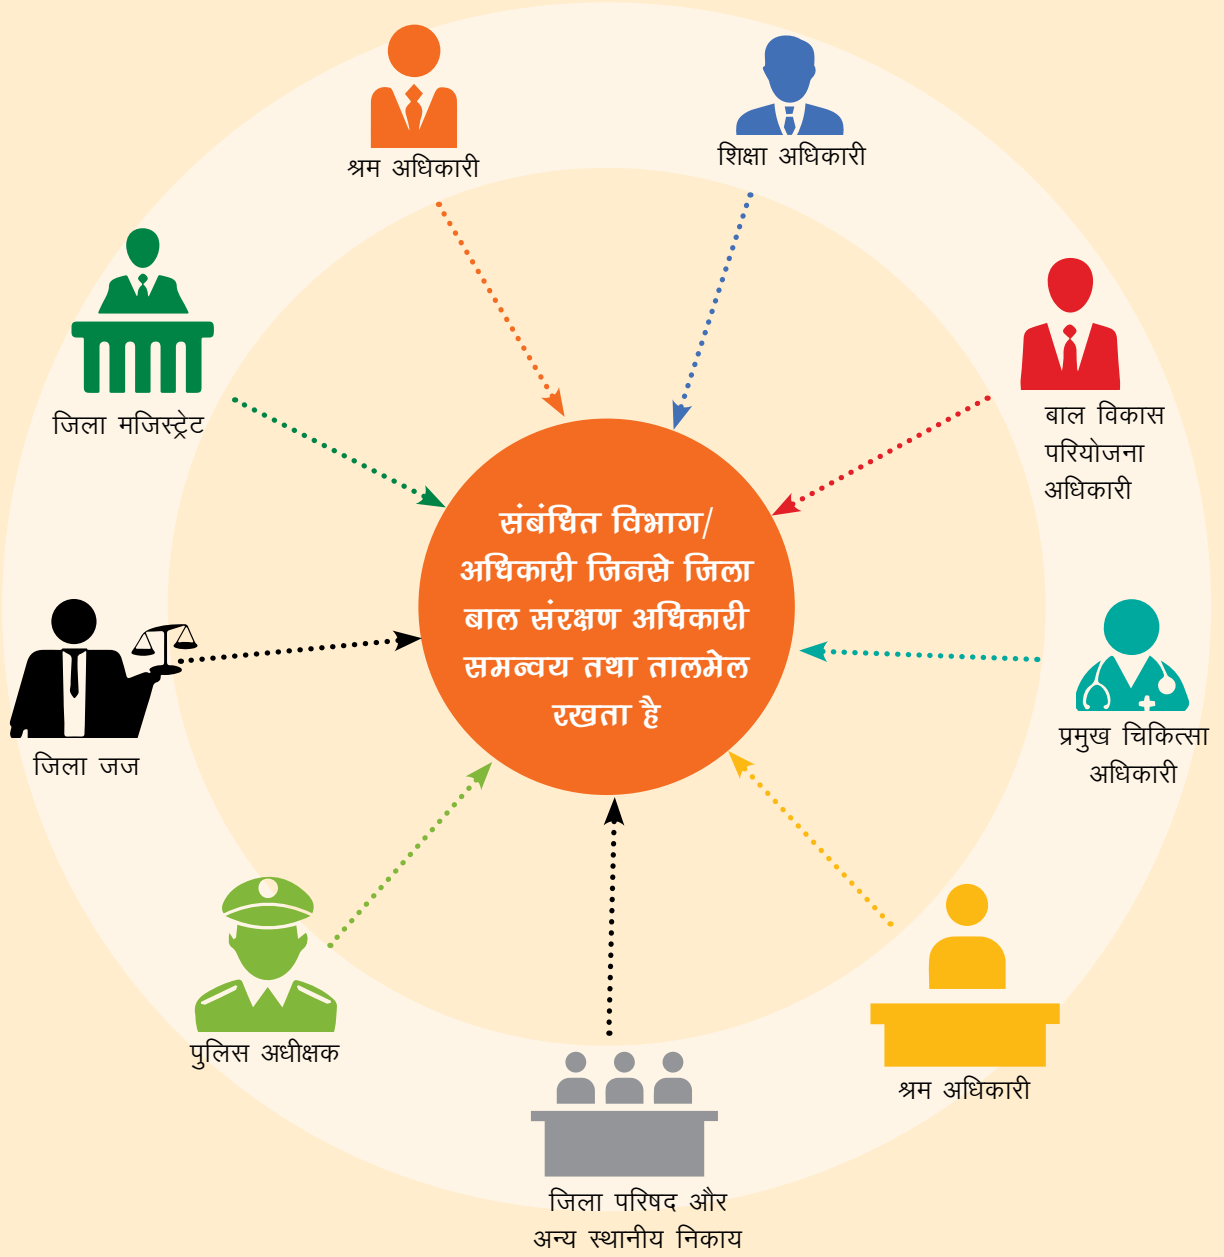 श्रम अधिकारी
शिक्षा अधिकारी
जिला मजिस्ट्रेट
बाल विकास
परियोजना
अधिकारी
संबंधित विभाग/
अधिकारी जिनसे जिला
बाल संरक्षण अधिकारी
समन्वय तथा तालमेल
रखता है
जिला जज
प्रमुख चिकित्सा
अधिकारी
पुलिस अधीक्षक
श्रम अधिकारी
जिला परिषद और
अन्य स्थानीय निकाय